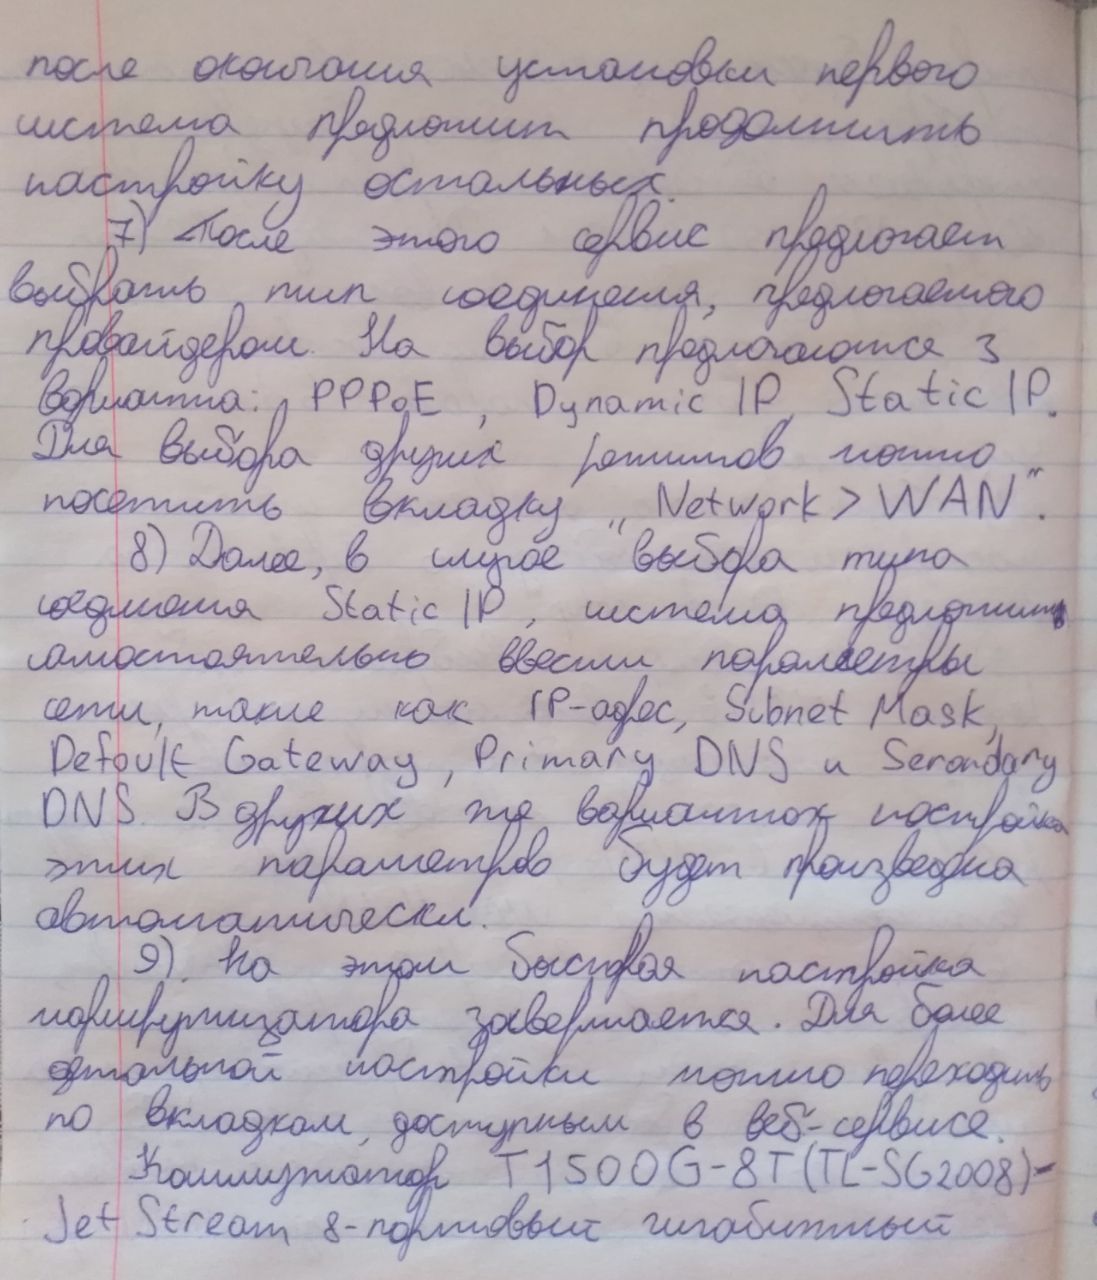 после окончания установки первого
система предложит продолжить
настройку остальных.
7) После этого сервис предлагает
выбрать тип соединения, предлагаемого
провайдером. На выбор предлагаются 3
варианта: PPPoE, Dynamic IP, Static IP.
Для выбора других режимов можно
посетить вкладку „Network > WAN".
8) Далее, в случае выбора типа
соединения Static IP, система предложит
самостоятельно ввести параметры
сети, такие как IP-адрес, Subnet Mask,
Default Gateway, Primary DNS и Secondary
DNS. В других же вариантах настройка
этих параметров будет произведена
автоматически.
9) На этом быстрая настройка
маршрутизатора завершается. Для более
детальной настройки можно переходить
по вкладкам, доступным в веб-сервисе.
Коммутатор T1500G-8T(TL-SG2008)-
Jet Stream 8-портовый гигабитный